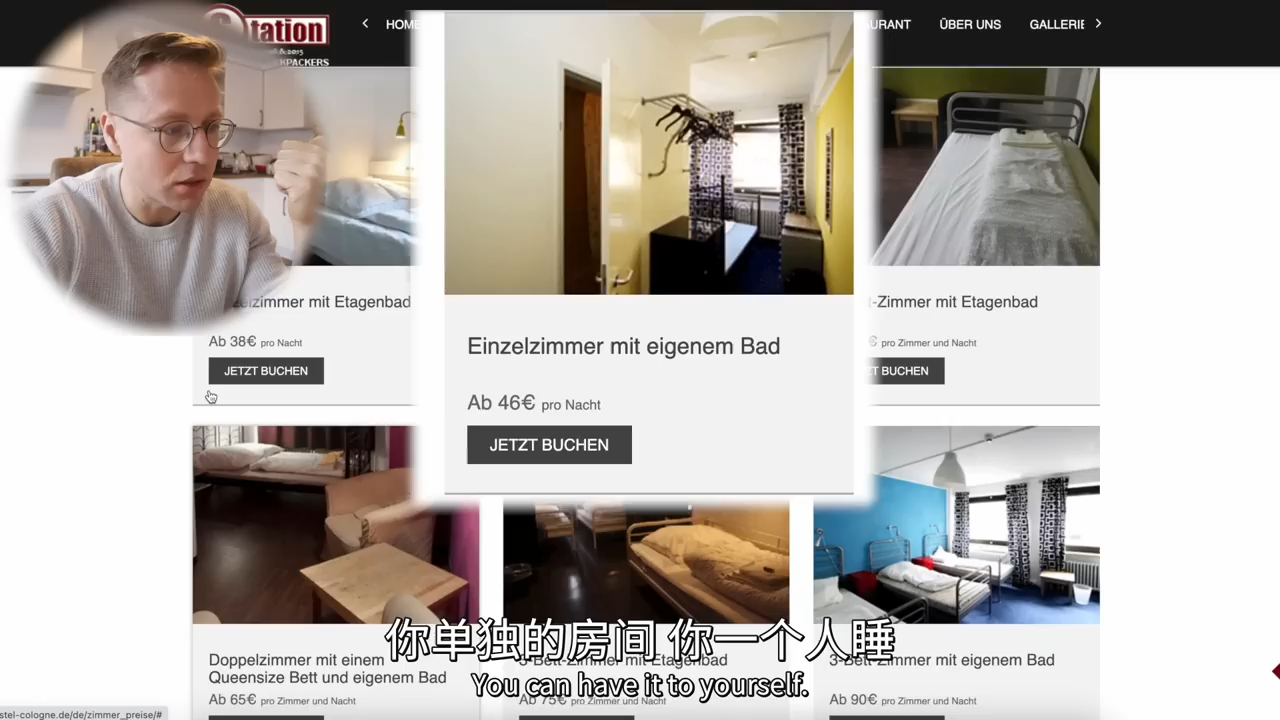 tation
HOME
URANT
ÜBER UNS
GALLERIE
KPACKERS
zelzimmer mit Etagenbad
Ab 38€ pro Nacht
JETZT BUCHEN
Einzelzimmer mit eigenem Bad
Ab 46€ pro Nacht
JETZT BUCHEN
t-Zimmer mit Etagenbad
€ pro Zimmer und Nacht
ZT BUCHEN
Doppelzimmer mit einem
Queensize Bett und eigenem Bad
Ab 65€ pro Zimmer und Nacht
3-Bett-Zimmer mit Etagenbad
Ab 75€ pro Zimmer und Nacht
3-Bett-Zimmer mit eigenem Bad
Ab 90€ pro Zimmer und Nacht
你单独的房间 你一个人睡
You can have it to yourself.
stel-cologne.de/de/zimmer_preise/#